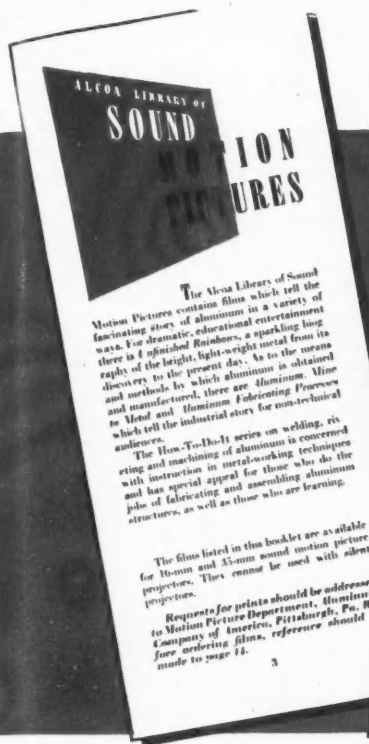 ALCOA LIBRARY OF
SOUND
MOTION
PICTURES
The Alcoa Library of Sound
Motion Pictures contains films which tell the
fascinating story of aluminum in a variety of
ways. For dramatic, educational entertainment
there is Unfinished Rainbows, a sparkling biog
raphy of the bright, light-weight metal from its
discovery to the present day. As to the means
and methods by which aluminum is obtained
and manufactured, there are Aluminum, Mine
to Metal and Aluminum Fabricating Processes
which tell the industrial story for non-technical
audiences.
The How-To-Do-It series on welding, riv
eting and machining of aluminum is concerned
with instruction in metal-working techniques
and has special appeal for those who do the
jobs of fabricating and assembling aluminum
structures, as well as those who are learning.
The films listed in this booklet are available
for 16-mm and 35-mm sound motion picture
projectors. They cannot be used with silent
projectors.
Requests for prints should be addresse
to Motion Picture Department, Aluminu
Company of America, Pittsburgh, Pa. B
fore ordering films, reference should
made to page 14.
3